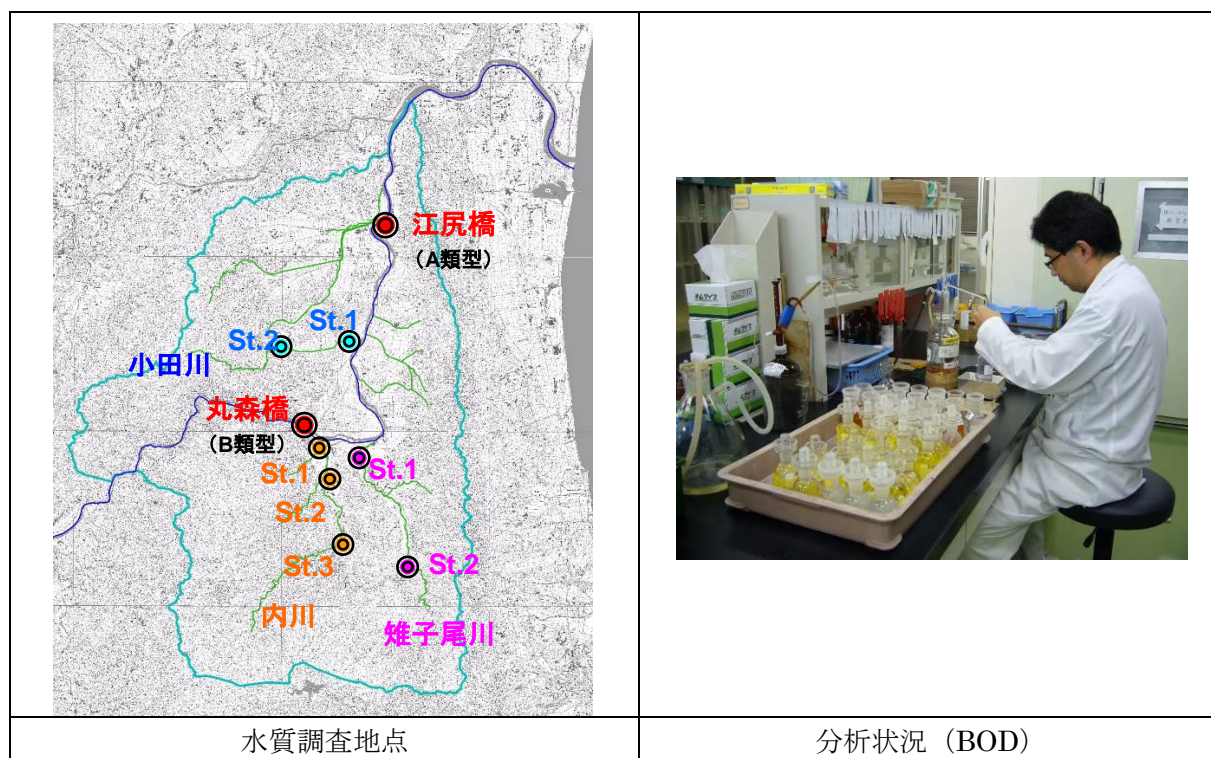 江尻橋
(A類型)
St.1
St.2
小田川
丸森橋
(B類型)
St.1
St.1
St.2
St.3
St.2
内川
雉子尾川
水質調査地点
分析状況(BOD)